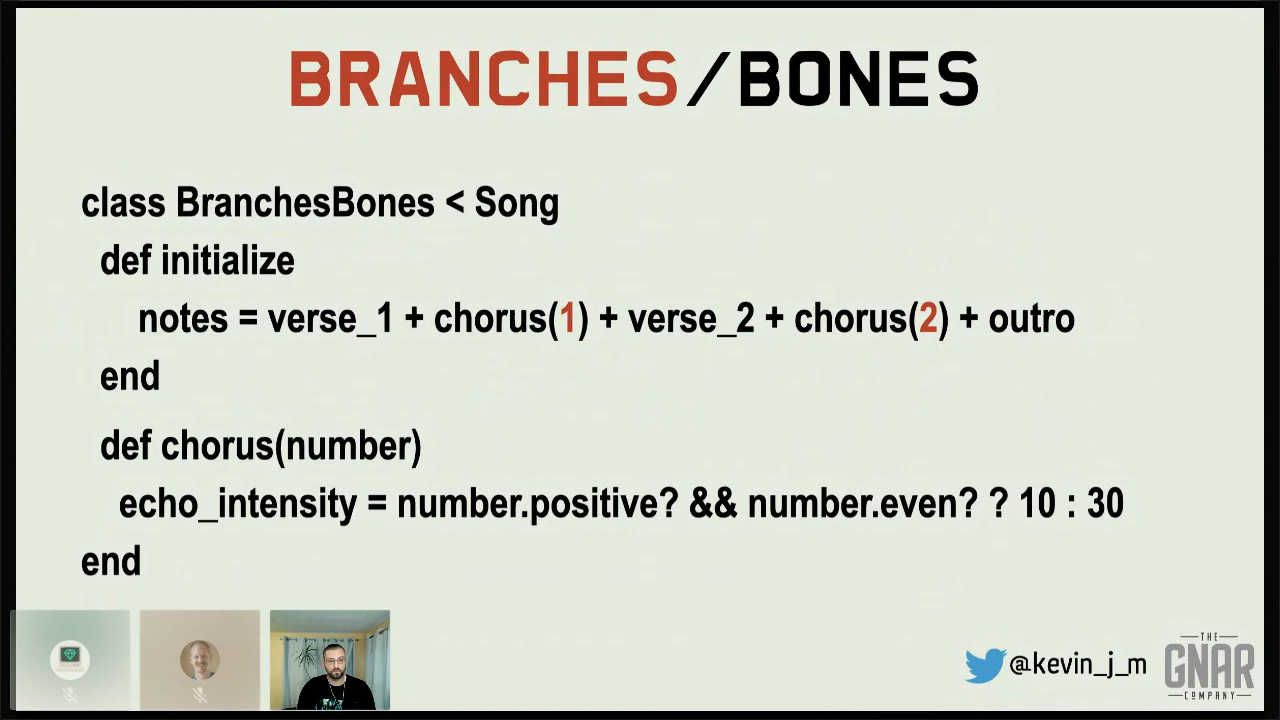 BRANCHES/BONES
class BranchesBones < Song
def initialize
notes = verse_1 + chorus(1) + verse_2 + chorus(2) + outro
end
def chorus(number)
echo_intensity = number.positive? && number.even? ? 10 : 30
end
@kevin_j_m
THE
GNAR
COMPANY